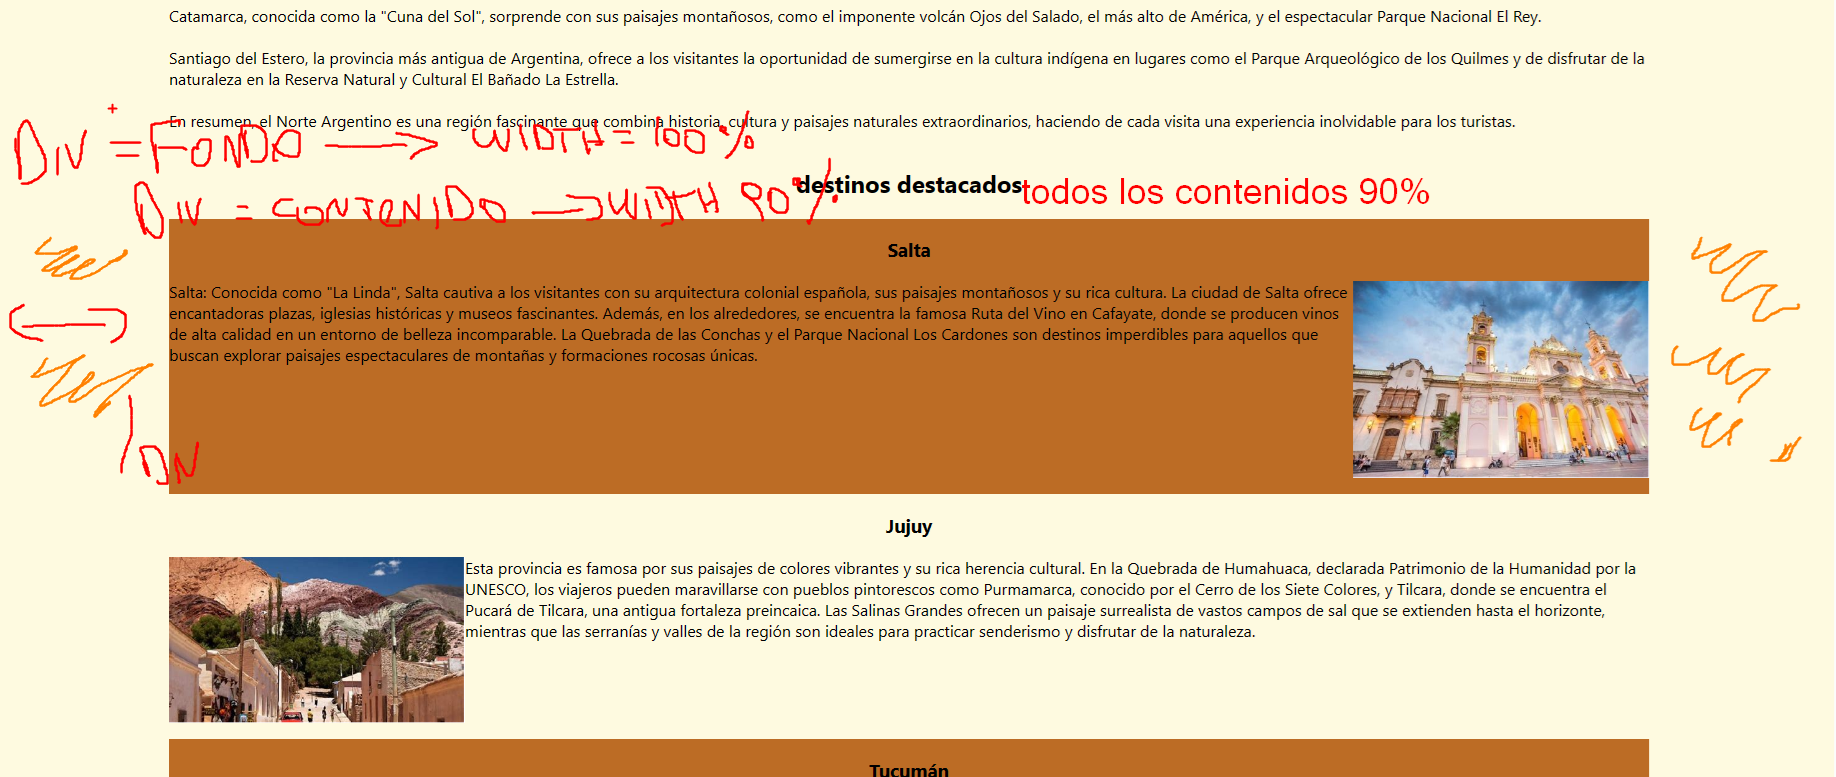 Catamarca, conocida como la "Cuna del Sol", sorprende con sus paisajes montañosos, como el imponente volcán Ojos del Salado, el más alto de América, y el espectacular Parque Nacional El Rey.
Santiago del Estero, la provincia más antigua de Argentina, ofrece a los visitantes la oportunidad de sumergirse en la cultura indígena en lugares como el Parque Arqueológico de los Quilmes y de disfrutar de la
naturaleza en la Reserva Natural y Cultural El Bañado La Estrella.
En resumen, el Norte Argentino es una región fascinante que combina historia, cultura y paisajes naturales extraordinarios, haciendo de cada visita una experiencia inolvidable para los turistas.
DIV = FONDO → WIDTH = 100 %
destinos destacados
todos los contenidos 90%
DIV = CONTENIDO → WIDTH 90%
Salta
Salta: Conocida como "La Linda", Salta cautiva a los visitantes con su arquitectura colonial española, sus paisajes montañosos y su rica cultura. La ciudad de Salta ofrece
encantadoras plazas, iglesias históricas y museos fascinantes. Además, en los alrededores, se encuentra la famosa Ruta del Vino en Cafayate, donde se producen vinos
de alta calidad en un entorno de belleza incomparable. La Quebrada de las Conchas y el Parque Nacional Los Cardones son destinos imperdibles para aquellos que
buscan explorar paisajes espectaculares de montañas y formaciones rocosas únicas.
DIV
Jujuy
Esta provincia es famosa por sus paisajes de colores vibrantes y su rica herencia cultural. En la Quebrada de Humahuaca, declarada Patrimonio de la Humanidad por la
UNESCO, los viajeros pueden maravillarse con pueblos pintorescos como Purmamarca, conocido por el Cerro de los Siete Colores, y Tilcara, donde se encuentra el
Pucará de Tilcara, una antigua fortaleza preincaica. Las Salinas Grandes ofrecen un paisaje surrealista de vastos campos de sal que se extienden hasta el horizonte,
mientras que las serranías y valles de la región son ideales para practicar senderismo y disfrutar de la naturaleza.
Tucumán